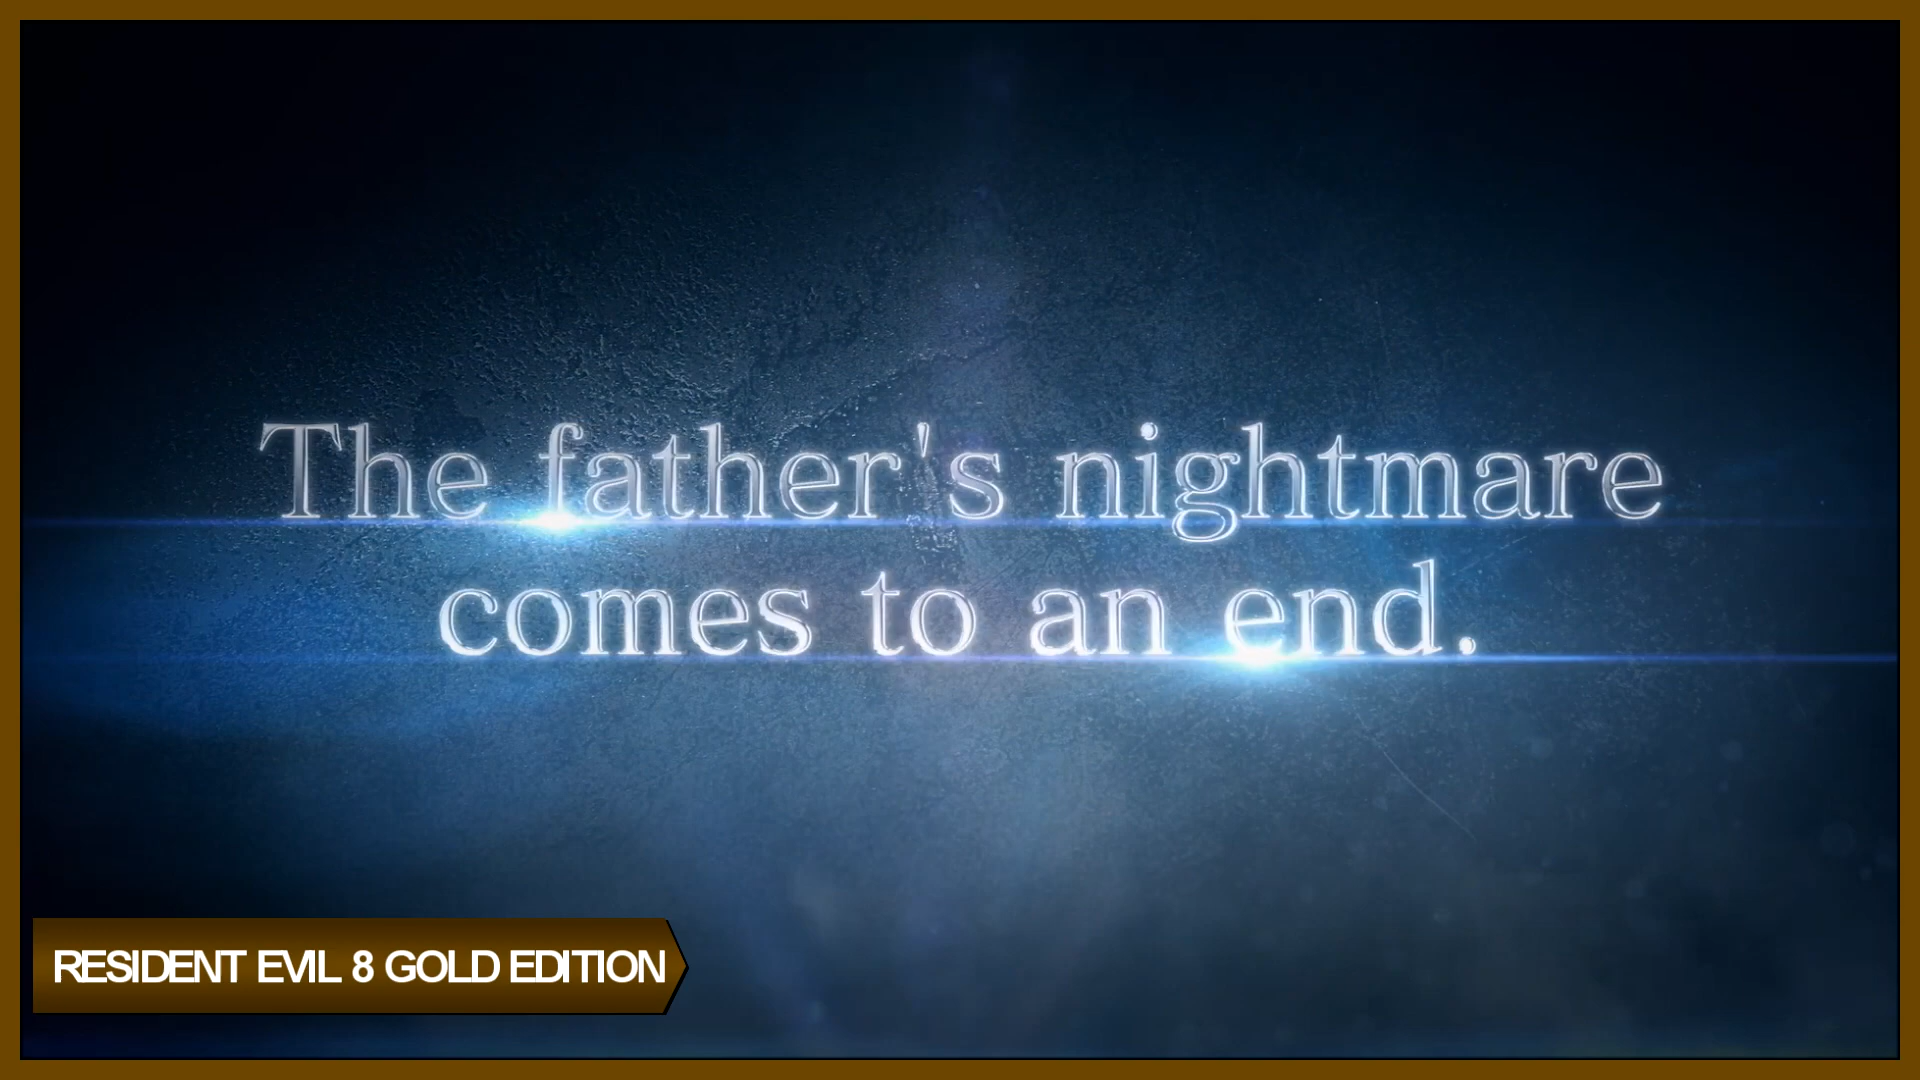 The father's nightmare
comes to an end.
RESIDENT EVIL 8 GOLD EDITION